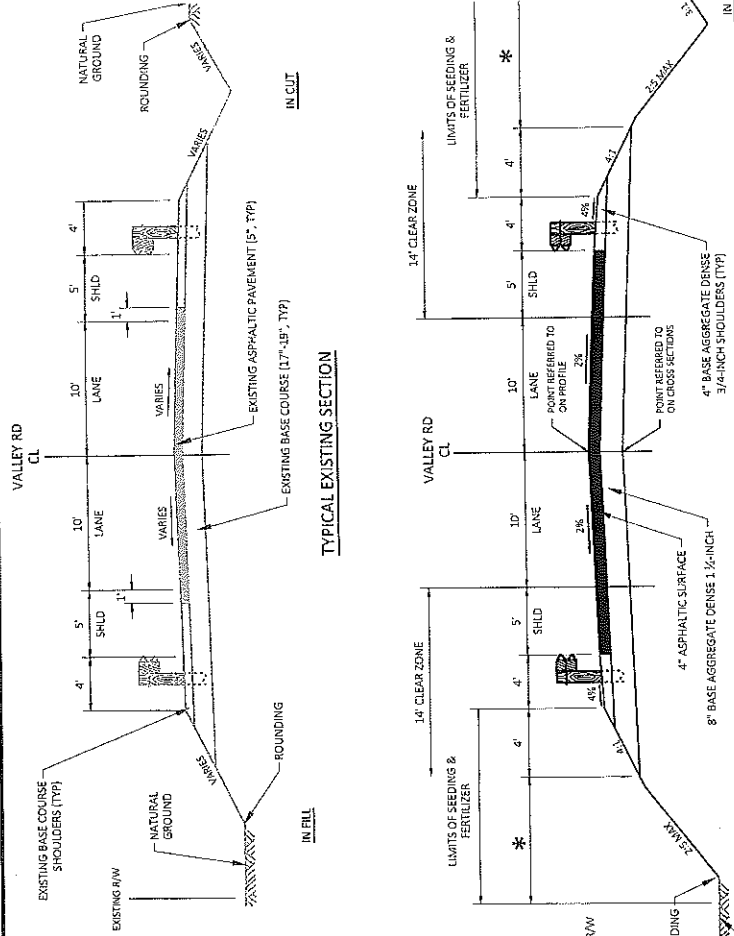 VALLEY RD
CL
NATURAL
GROUND
ROUNDING
VARIES
VARIES
IN CUT
10'
LANE
VARIES
10'
LANE
VARIES
5'
SHLD
1'
4'
5'
SHLD
1'
4'
EXISTING BASE COURSE
SHOULDERS (TYP)
EXISTING ASPHALTIC PAVEMENT (5", TYP)
EXISTING BASE COURSE (17"-19", TYP)
VARIES
NATURAL
GROUND
ROUNDING
EXISTING R/W
IN FILL
TYPICAL EXISTING SECTION
VALLEY RD
CL
LIMITS OF SEEDING &
FERTILIZER
14' CLEAR ZONE
*
4'
4'
5'
SHLD
10'
LANE
10'
LANE
5'
SHLD
4'
4'
*
14' CLEAR ZONE
LIMITS OF SEEDING &
FERTILIZER
2%
2%
4%
4%
4:1
4:1
POINT REFERRED TO
ON PROFILE
POINT REFERRED TO
ON CROSS SECTIONS
4" BASE AGGREGATE DENSE
3/4-INCH SHOULDERS (TYP)
4" ASPHALTIC SURFACE
8" BASE AGGREGATE DENSE 1 ¼-INCH
2.5 MAX
2.5 MAX
3:1
IN
R/W
DING